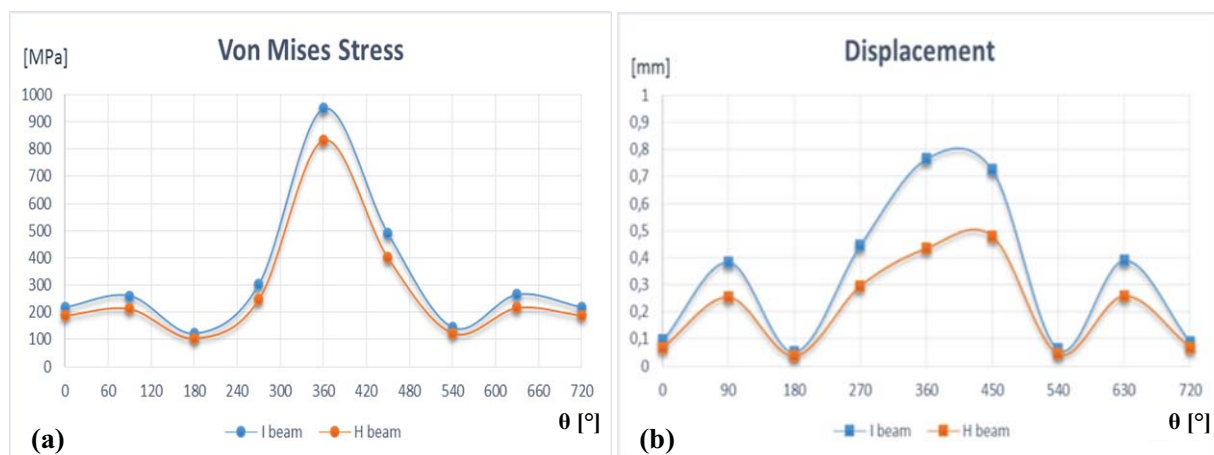 Von Mises Stress
[MPa]
1000
900
800
700
600
500
400
300
200
100
0
0 60 120 180 240 300 360 420 480 540 600 660 720
θ [°]
I beam H beam
(a)
Displacement
[mm]
1
0,9
0,8
0,7
0,6
0,5
0,4
0,3
0,2
0,1
0
0 90 180 270 360 450 540 630 720
θ [°]
I beam H beam
(b)